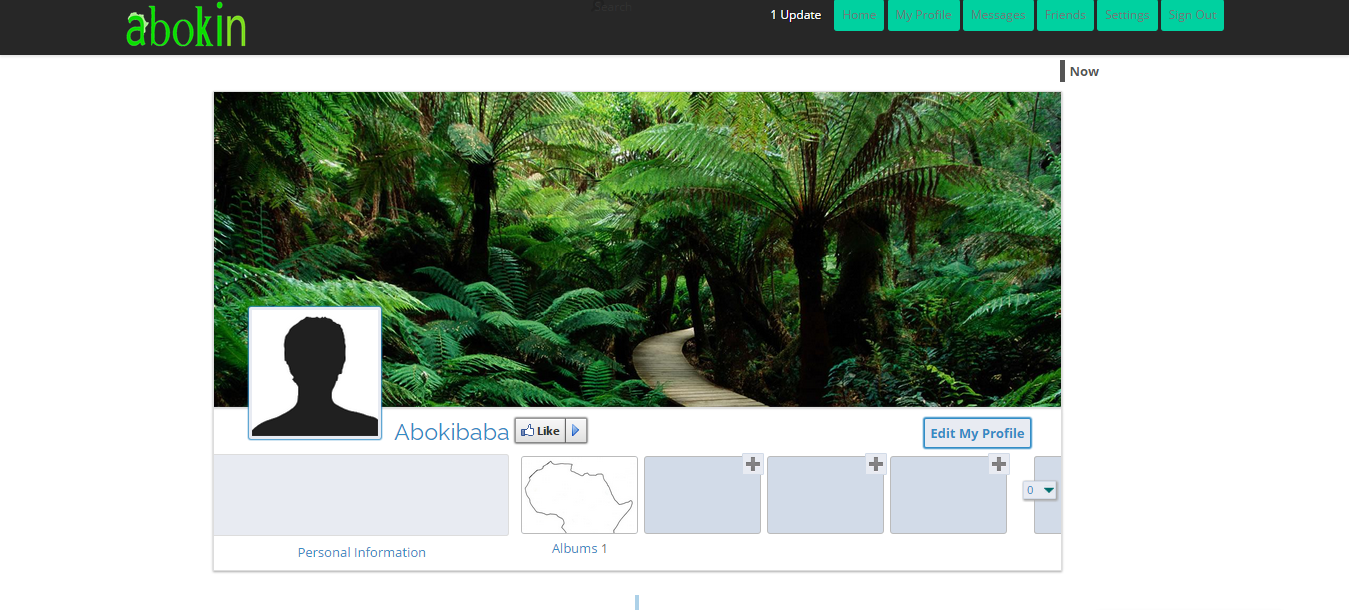 abokin
Search
1 Update
Home
My Profile
Messages
Friends
Settings
Sign Out
Now
Abokibaba
Like
Edit My Profile
0
Personal Information
Albums 1